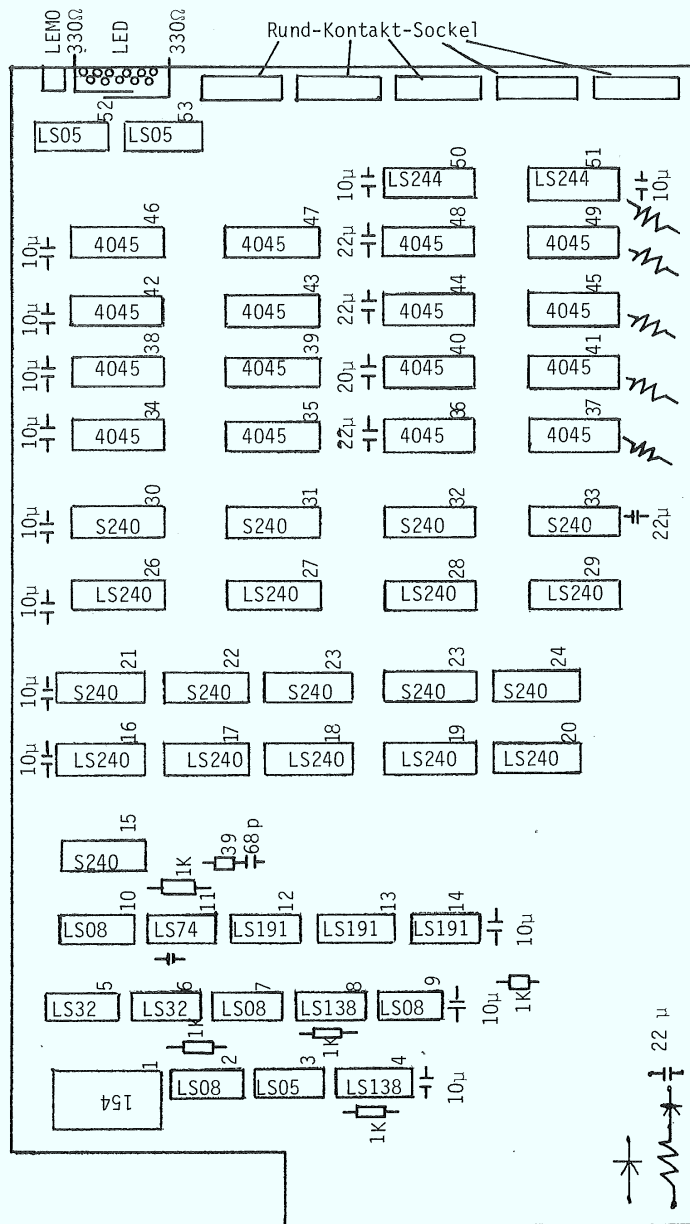 LEMO
330Ω
LED
330Ω
Rund-Kontakt-Sockel
LS05
52
LS05
53
10µ
LS244
50
LS244
51
10µ
10µ
4045
46
4045
47
22µ
4045
48
4045
49
10µ
4045
42
4045
43
22µ
4045
44
4045
45
10µ
4045
38
4045
39
20µ
4045
40
4045
41
10µ
4045
34
4045
35
22µ
4045
36
4045
37
10µ
S240
30
S240
31
S240
32
S240
33
22µ
10µ
LS240
26
LS240
27
LS240
28
LS240
29
10µ
S240
21
S240
22
S240
23
S240
23
S240
24
10µ
LS240
16
LS240
17
LS240
18
LS240
19
LS240
20
S240
15
1K
39
68p
LS08
10
LS74
11
LS191
12
LS191
13
LS191
14
10µ
LS32
5
LS32
6
LS08
7
LS138
8
LS08
9
10µ
1K
1K
1K
154
1
LS08
2
LS05
3
LS138
4
10µ
1K
22 µ